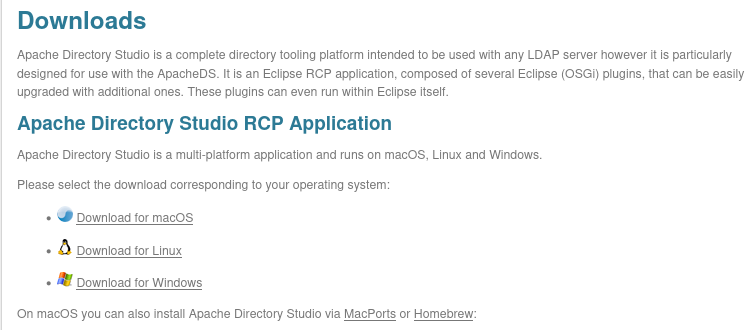 Downloads
Apache Directory Studio is a complete directory tooling platform intended to be used with any LDAP server however it is particularly
designed for use with the ApacheDS. It is an Eclipse RCP application, composed of several Eclipse (OSGi) plugins, that can be easily
upgraded with additional ones. These plugins can even run within Eclipse itself.
Apache Directory Studio RCP Application
Apache Directory Studio is a multi-platform application and runs on macOS, Linux and Windows.
Please select the download corresponding to your operating system:
• Download for macOS
• Download for Linux
• Download for Windows
On macOS you can also install Apache Directory Studio via MacPorts or Homebrew: